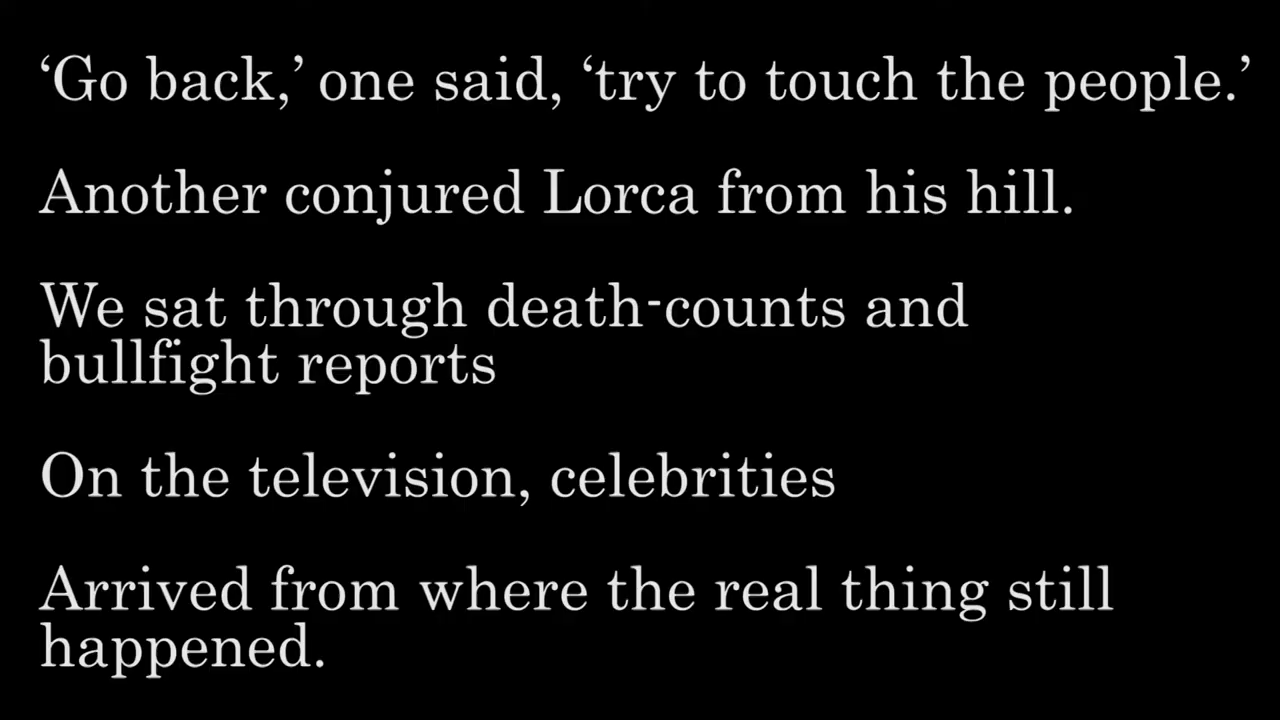 ‘Go back,’ one said, ‘try to touch the people.’
Another conjured Lorca from his hill.
We sat through death-counts and
bullfight reports
On the television, celebrities
Arrived from where the real thing still
happened.